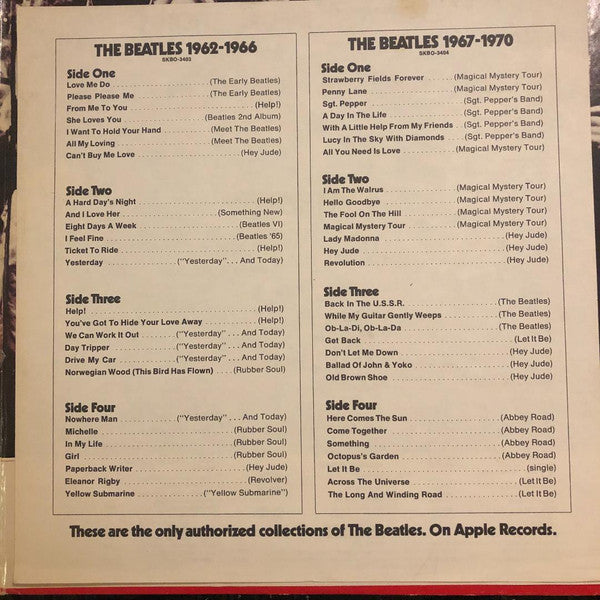 THE BEATLES 1962-1966
SKBO-3403
Side One
Love Me Do (The Early Beatles)
Please Please Me (The Early Beatles)
From Me To You (Help!)
She Loves You (Beatles 2nd Album)
I Want To Hold Your Hand (Meet The Beatles)
All My Loving (Meet The Beatles)
Can't Buy Me Love (Hey Jude)
Side Two
A Hard Day's Night (Help!)
And I Love Her (Something New)
Eight Days A Week (Beatles VI)
I Feel Fine (Beatles '65)
Ticket To Ride (Help!)
Yesterday ("Yesterday"...And Today)
Side Three
Help! (Help!)
You've Got To Hide Your Love Away (Help!)
We Can Work It Out ("Yesterday"...And Today)
Day Tripper ("Yesterday"...And Today)
Drive My Car ("Yesterday"...And Today)
Norwegian Wood (This Bird Has Flown) (Rubber Soul)
Side Four
Nowhere Man ("Yesterday"...And Today)
Michelle (Rubber Soul)
In My Life (Rubber Soul)
Girl (Rubber Soul)
Paperback Writer (Hey Jude)
Eleanor Rigby (Revolver)
Yellow Submarine ("Yellow Submarine")
THE BEATLES 1967-1970
SKBO-3404
Side One
Strawberry Fields Forever (Magical Mystery Tour)
Penny Lane (Magical Mystery Tour)
Sgt. Pepper (Sgt. Pepper's Band)
A Day In The Life (Sgt. Pepper's Band)
With A Little Help From My Friends (Sgt. Pepper's Band)
Lucy In The Sky With Diamonds (Sgt. Pepper's Band)
All You Need Is Love (Magical Mystery Tour)
Side Two
I Am The Walrus (Magical Mystery Tour)
Hello Goodbye (Magical Mystery Tour)
The Fool On The Hill (Magical Mystery Tour)
Magical Mystery Tour (Magical Mystery Tour)
Lady Madonna (Hey Jude)
Hey Jude (Hey Jude)
Revolution (Hey Jude)
Side Three
Back In The U.S.S.R. (The Beatles)
While My Guitar Gently Weeps (The Beatles)
Ob-La-Di, Ob-La-Da (The Beatles)
Get Back (Let It Be)
Don't Let Me Down (Hey Jude)
Ballad Of John & Yoko (Hey Jude)
Old Brown Shoe (Hey Jude)
Side Four
Here Comes The Sun (Abbey Road)
Come Together (Abbey Road)
Something (Abbey Road)
Octopus's Garden (Abbey Road)
Let It Be (single)
Across The Universe (Let It Be)
The Long And Winding Road (Let It Be)
These are the only authorized collections of The Beatles. On Apple Records.